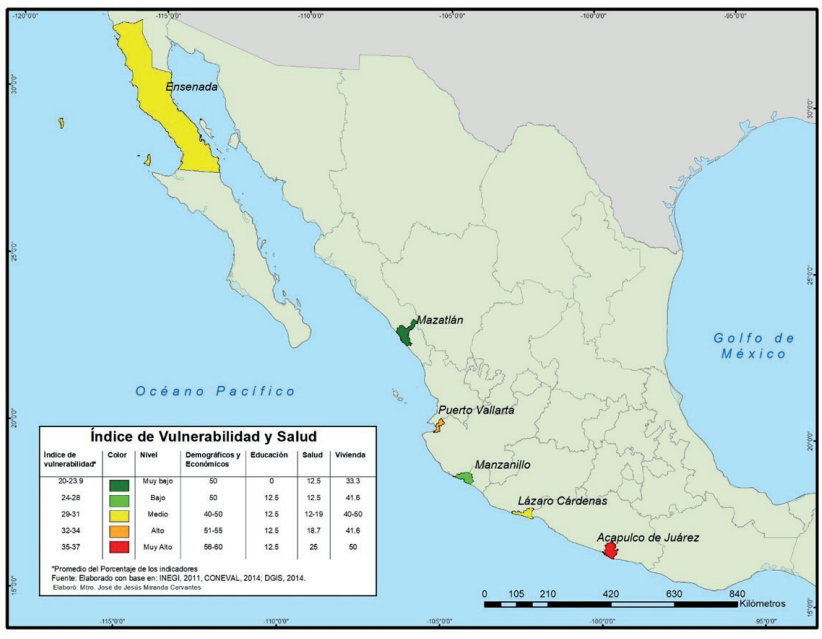 -120°0'0"
-115°0'0"
-110°0'0"
-105°0'0"
-100°0'0"
-95°0'0"
30°0'0"
30°0'0"
Ensenada
25°0'0"
25°0'0"
Mazatlán
Golfo de
México
Océano Pacífico
20°0'0"
20°0'0"
Puerto Vallarta
Manzanillo
Lázaro Cárdenas
Acapulco de Juárez
Índice de Vulnerabilidad y Salud
Índice de vulnerabilidad* Color Nivel Demográficos y Económicos Educación Salud Vivienda
20-23.9 Muy bajo 50 0 12.5 33.3
24-28 Bajo 50 12.5 12.5 41.6
29-31 Medio 40-50 12.5 12-19 40-50
32-34 Alto 51-55 12.5 18.7 41.6
35-37 Muy Alto 56-60 12.5 25 50
*Promedio del Porcentaje de los indicadores
Fuente: Elaborado con base en: INEGI, 2011, CONEVAL, 2014; DGIS, 2014.
Elaboró: Mtro. José de Jesús Miranda Cervantes
15°0'0"
15°0'0"
0 105 210 420 630 840
Kilómetros
-115°0'0"
-110°0'0"
-105°0'0"
-100°0'0"
-95°0'0"